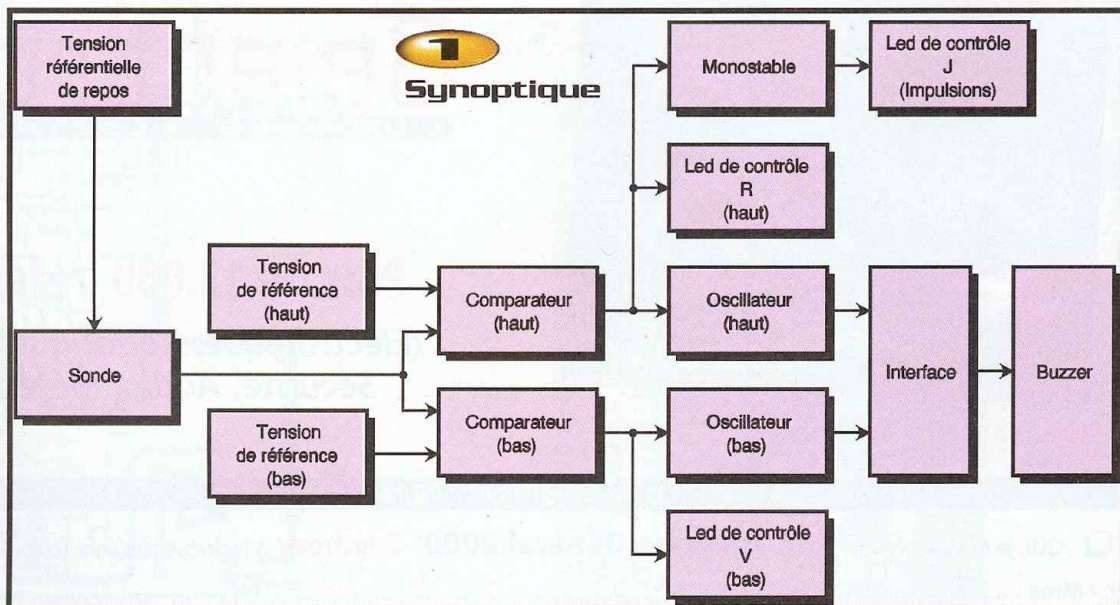 Tension
référentielle
de repos
1
Synoptique
Monostable
Led de contrôle
J
(Impulsions)
Led de contrôle
R
(haut)
Tension
de référence
(haut)
Comparateur
(haut)
Oscillateur
(haut)
Interface
Buzzer
Sonde
Tension
de référence
(bas)
Comparateur
(bas)
Oscillateur
(bas)
Led de contrôle
V
(bas)